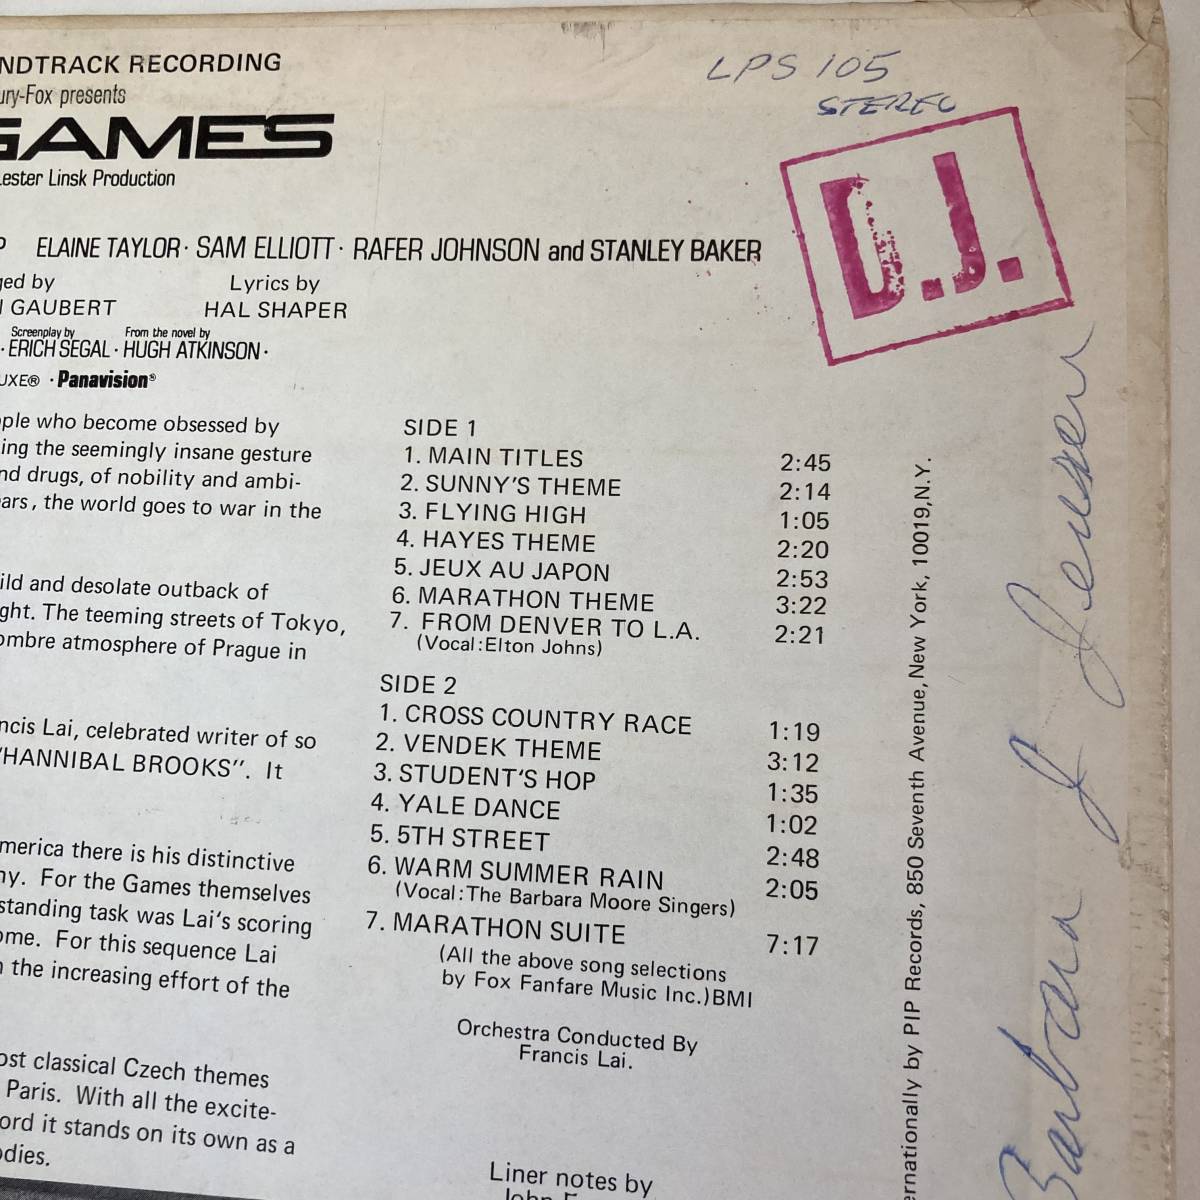 NDTRACK RECORDING
ury-Fox presents
GAMES
Lester Linsk Production
LPS 105
STEREO
D.J.
P ELAINE TAYLOR · SAM ELLIOTT · RAFER JOHNSON and STANLEY BAKER
ged by
GAUBERT
Lyrics by
HAL SHAPER
Screenplay by
From the novel by
· ERICH SEGAL · HUGH ATKINSON ·
UXE® · Panavision®
ople who become obsessed by
ing the seemingly insane gesture
nd drugs, of nobility and ambi-
ars, the world goes to war in the
ild and desolate outback of
ght. The teeming streets of Tokyo,
ombre atmosphere of Prague in
ncis Lai, celebrated writer of so
"HANNIBAL BROOKS". It
merica there is his distinctive
ny. For the Games themselves
standing task was Lai's scoring
ome. For this sequence Lai
n the increasing effort of the
ost classical Czech themes
Paris. With all the excite-
ord it stands on its own as a
odies.
SIDE 1
1. MAIN TITLES 2:45
2. SUNNY'S THEME 2:14
3. FLYING HIGH 1:05
4. HAYES THEME 2:20
5. JEUX AU JAPON 2:53
6. MARATHON THEME 3:22
7. FROM DENVER TO L.A. 2:21
(Vocal:Elton Johns)
SIDE 2
1. CROSS COUNTRY RACE 1:19
2. VENDEK THEME 3:12
3. STUDENT'S HOP 1:35
4. YALE DANCE 1:02
5. 5TH STREET 2:48
6. WARM SUMMER RAIN 2:05
(Vocal:The Barbara Moore Singers)
7. MARATHON SUITE 7:17
(All the above song selections
by Fox Fanfare Music Inc.)BMI
Orchestra Conducted By
Francis Lai.
Liner notes by
John
ernationally by PIP Records, 850 Seventh Avenue, New York, 10019,N.Y.
Barbara J